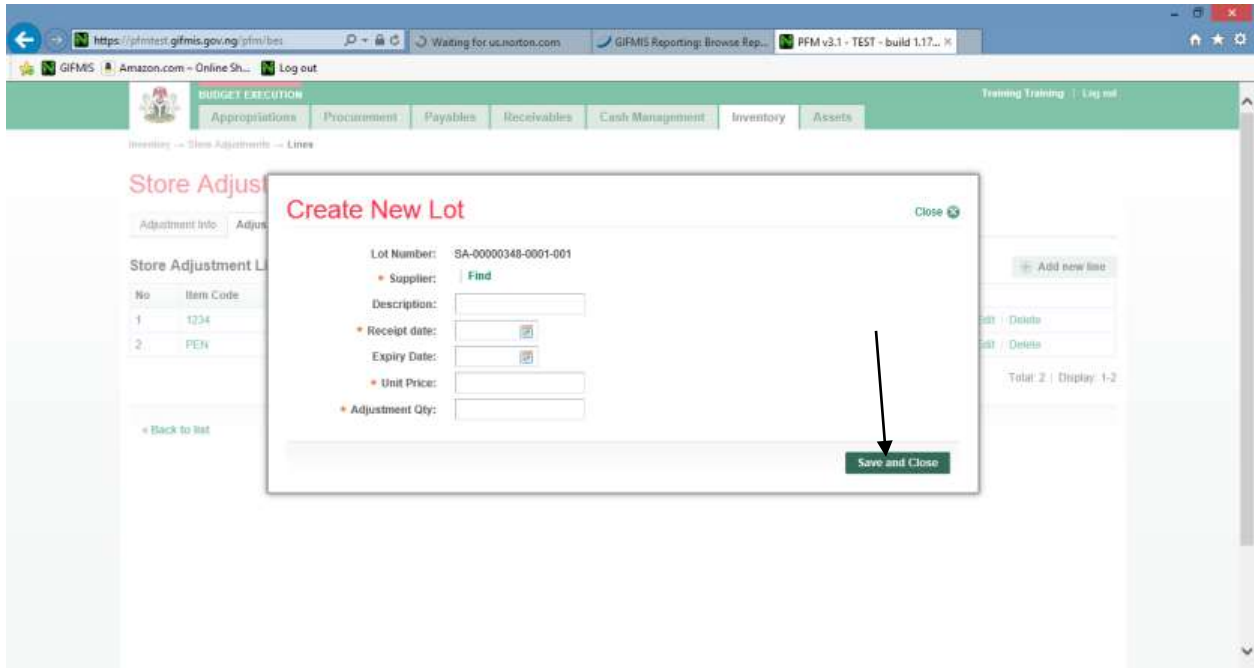 https://pfmtest.gifmis.gov.ng/pfm/be
Waiting for us.norton.com
GIFMIS Reporting: Browse Rep...
PFM v3.1 - TEST - build 1.17...
GIFMIS
Amazon.com – Online Sh...
Log out
BUDGET EXECUTION
Training Training | Log out
Appropriations Procurement Payables Receivables Cash Management Inventory Assets
Inventory → Store Adjustments → Lines
Store Adjust
Adjustment Info Adjus
Store Adjustment Li
Add new line
No Item Code
1 1234
Edit | Delete
2 PEN
Edit | Delete
Total: 2 | Display: 1-2
« Back to list
Create New Lot
Close
Lot Number: SA-00000348-0001-001
* Supplier: | Find
Description:
* Receipt date:
Expiry Date:
* Unit Price:
* Adjustment Qty:
Save and Close